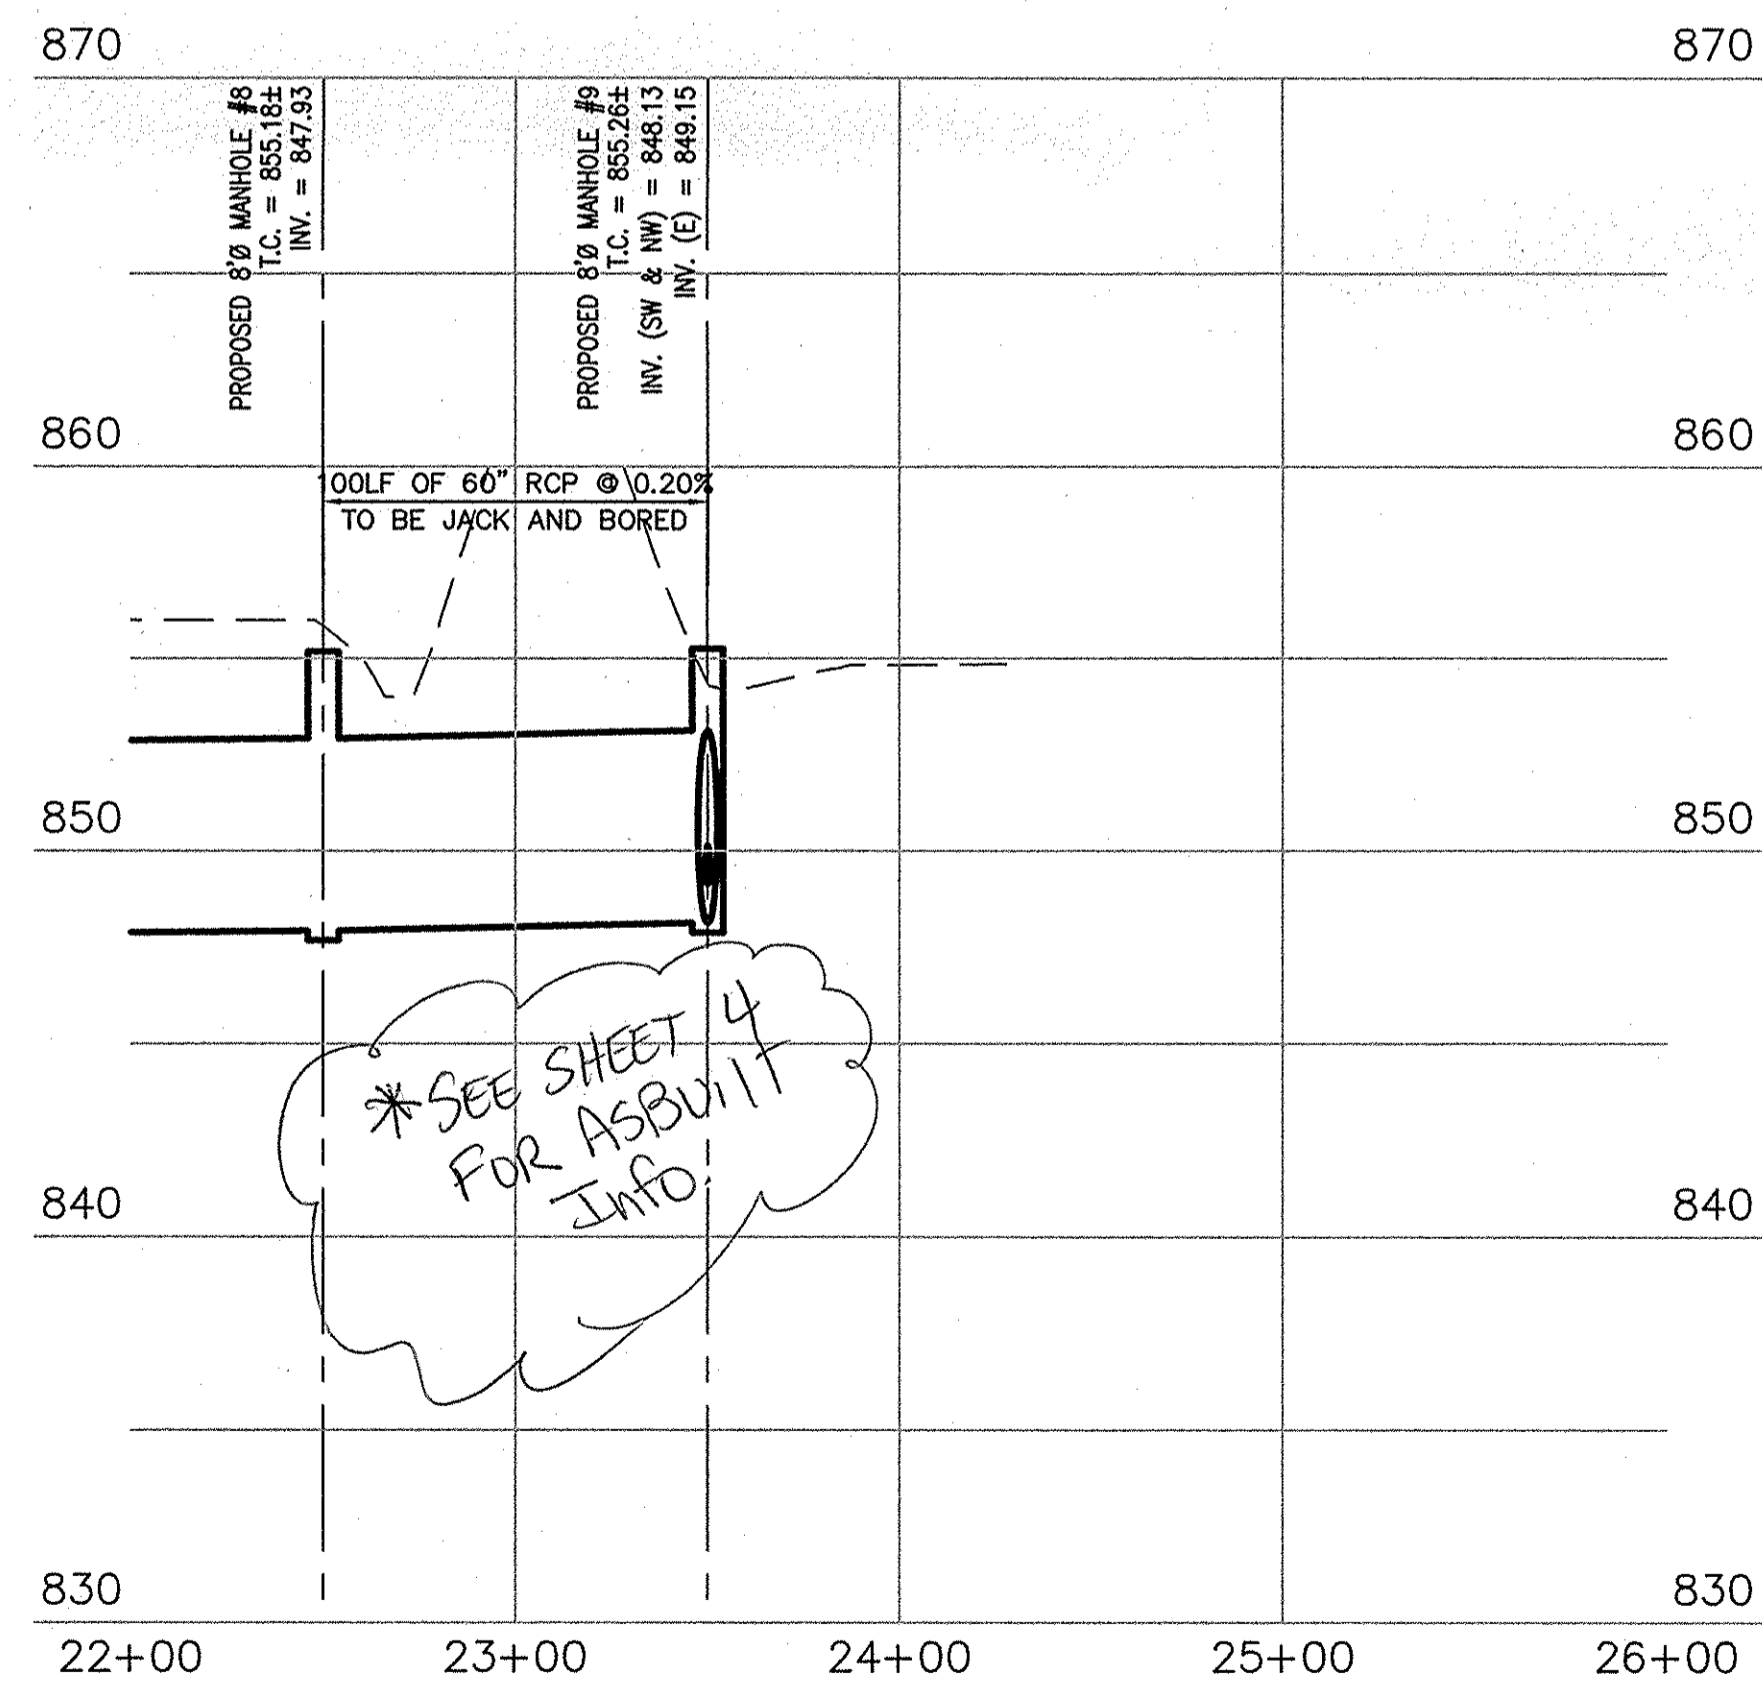 870 870
PROPOSED 8'Ø MANHOLE #8
T.C. = 855.18±
INV. = 847.93
PROPOSED 8'Ø MANHOLE #9
T.C. = 855.26±
INV. (SW & NW) = 848.13
INV. (E) = 849.15
860 860
100LF OF 60" RCP @ 0.20%
TO BE JACK AND BORED
850 850
*SEE SHEET 4
FOR ASBUilt
Info.
840 840
830 830
22+00 23+00 24+00 25+00 26+00